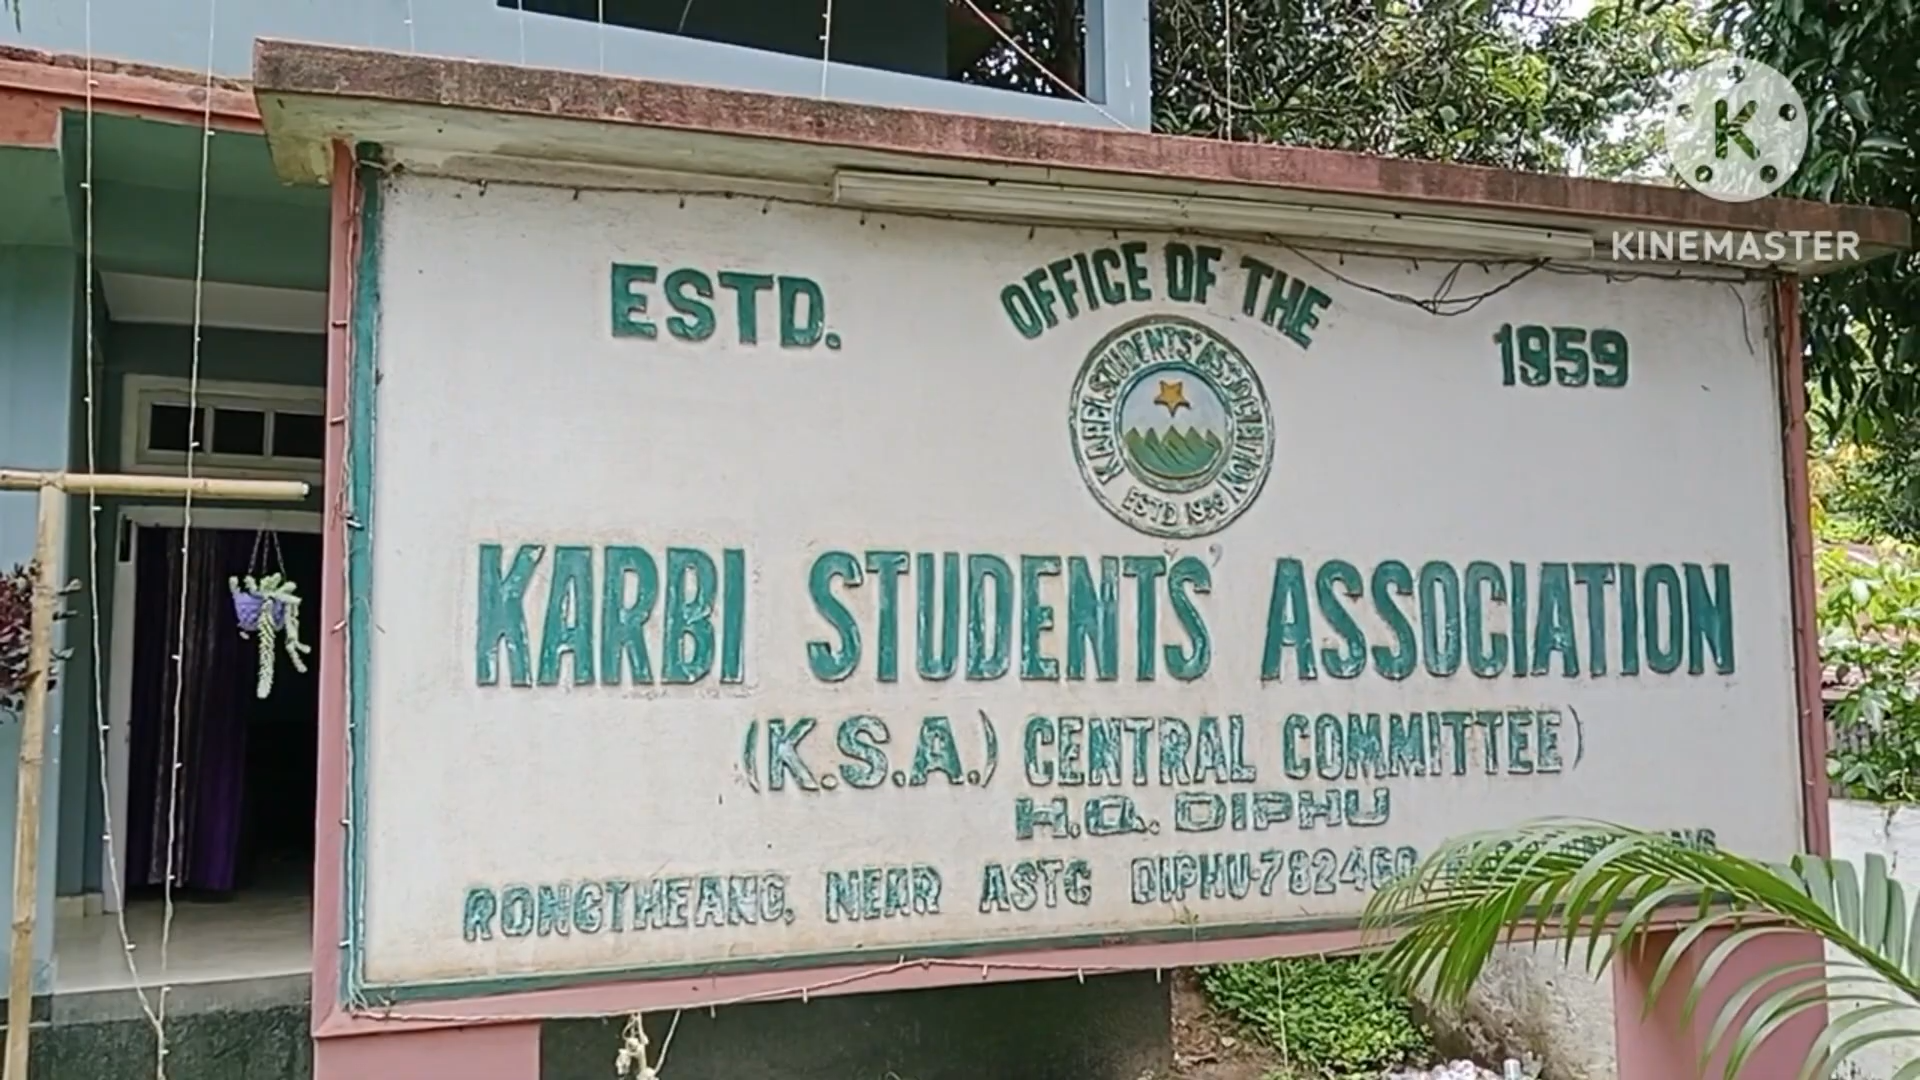 ESTD.
OFFICE OF THE
1959
KARBI STUDENTS' ASSOCIATION
ESTD 1959
KARBI STUDENTS' ASSOCIATION
(K.S.A.) CENTRAL COMMITTEE)
H.Q. DIPHU
RONGTHEANG, NEAR ASTC DIPHU-782460
K
KINEMASTER